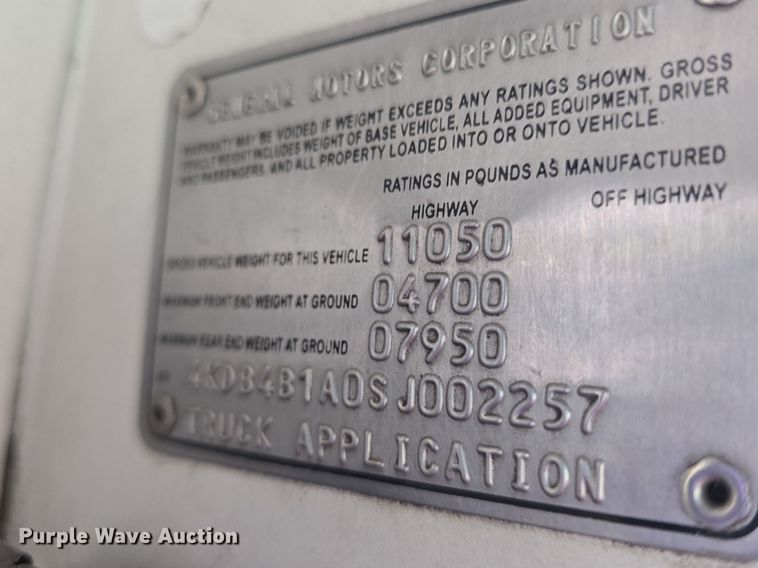 GENERAL MOTORS CORPORATION
WARRANTY MAY BE VOIDED IF WEIGHT EXCEEDS ANY RATINGS SHOWN. GROSS
VEHICLE WEIGHT INCLUDES WEIGHT OF BASE VEHICLE, ALL ADDED EQUIPMENT, DRIVER
AND PASSENGERS, AND ALL PROPERTY LOADED INTO OR ONTO VEHICLE.
RATINGS IN POUNDS AS MANUFACTURED
HIGHWAY OFF HIGHWAY
GROSS VEHICLE WEIGHT FOR THIS VEHICLE 11050
MAXIMUM FRONT END WEIGHT AT GROUND 04700
MAXIMUM REAR END WEIGHT AT GROUND 07950
4KDB4B1A0SJ002257
TRUCK APPLICATION
Purple Wave Auction